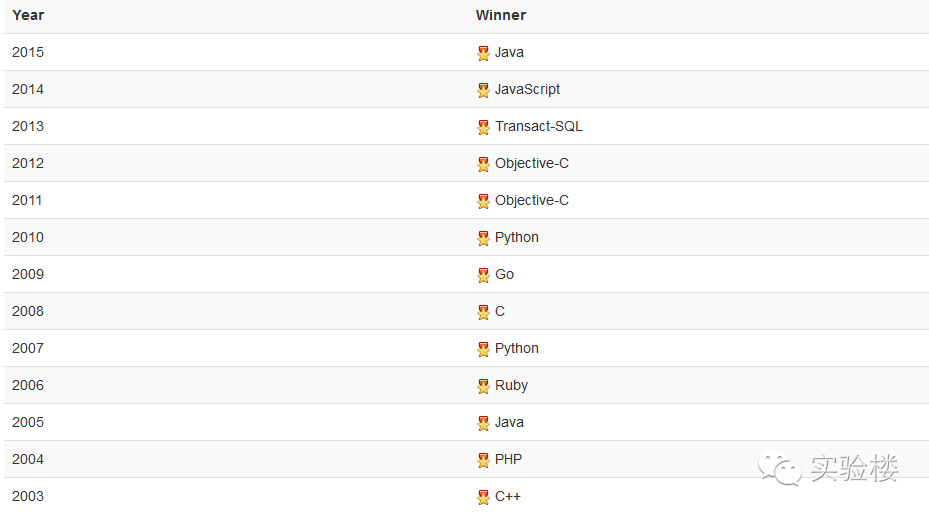 Year Winner
2015 Java
2014 JavaScript
2013 Transact-SQL
2012 Objective-C
2011 Objective-C
2010 Python
2009 Go
2008 C
2007 Python
2006 Ruby
2005 Java
2004 PHP
2003 C++
实验楼